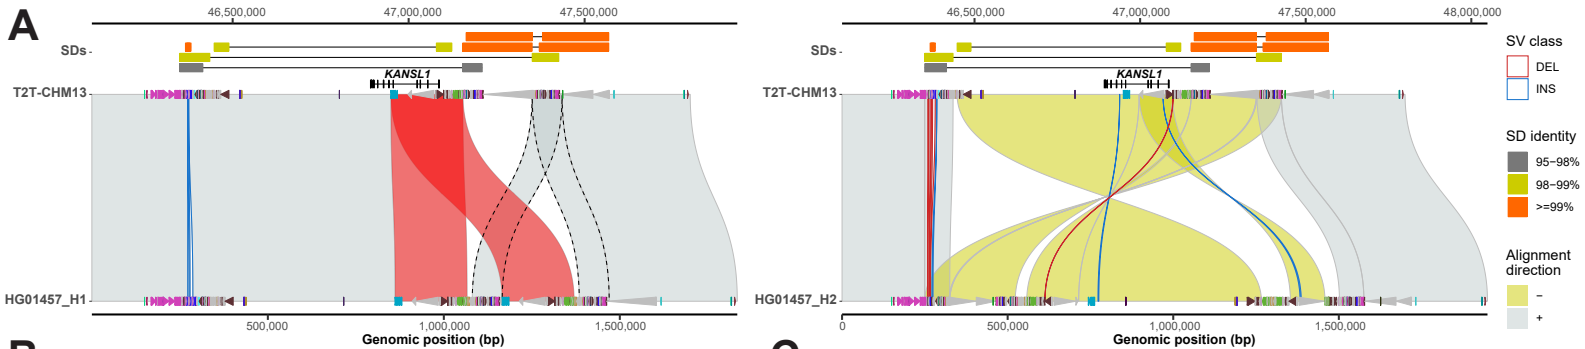 A
46,500,000
47,000,000
47,500,000
SDs
KANSL1
T2T-CHM13
HG01457_H1
500,000
1,000,000
1,500,000
Genomic position (bp)
46,500,000
47,000,000
47,500,000
48,000,000
SDs
KANSL1
T2T-CHM13
HG01457_H2
0
500,000
1,000,000
1,500,000
Genomic position (bp)
SV class
DEL
INS
SD identity
95−98%
98−99%
>=99%
Alignment
direction
−
+